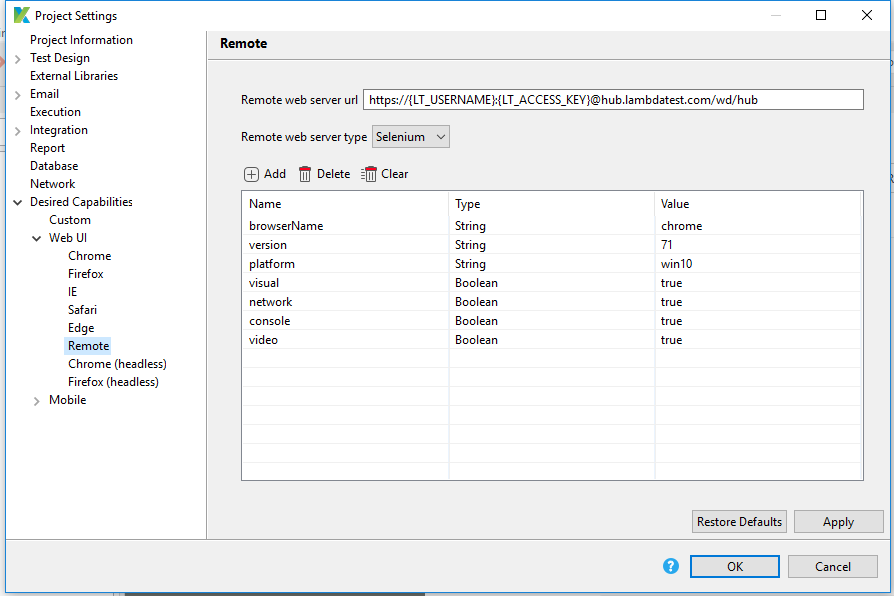 Project Settings
Project Information
Test Design
External Libraries
Email
Execution
Integration
Report
Database
Network
Desired Capabilities
Custom
Web UI
Chrome
Firefox
IE
Safari
Edge
Remote
Chrome (headless)
Firefox (headless)
Mobile
Remote
Remote web server url https://{LT_USERNAME}:{LT_ACCESS_KEY}@hub.lambdatest.com/wd/hub
Remote web server type Selenium
Add Delete Clear
Name Type Value
browserName String chrome
version String 71
platform String win10
visual Boolean true
network Boolean true
console Boolean true
video Boolean true
Restore Defaults Apply
? OK Cancel